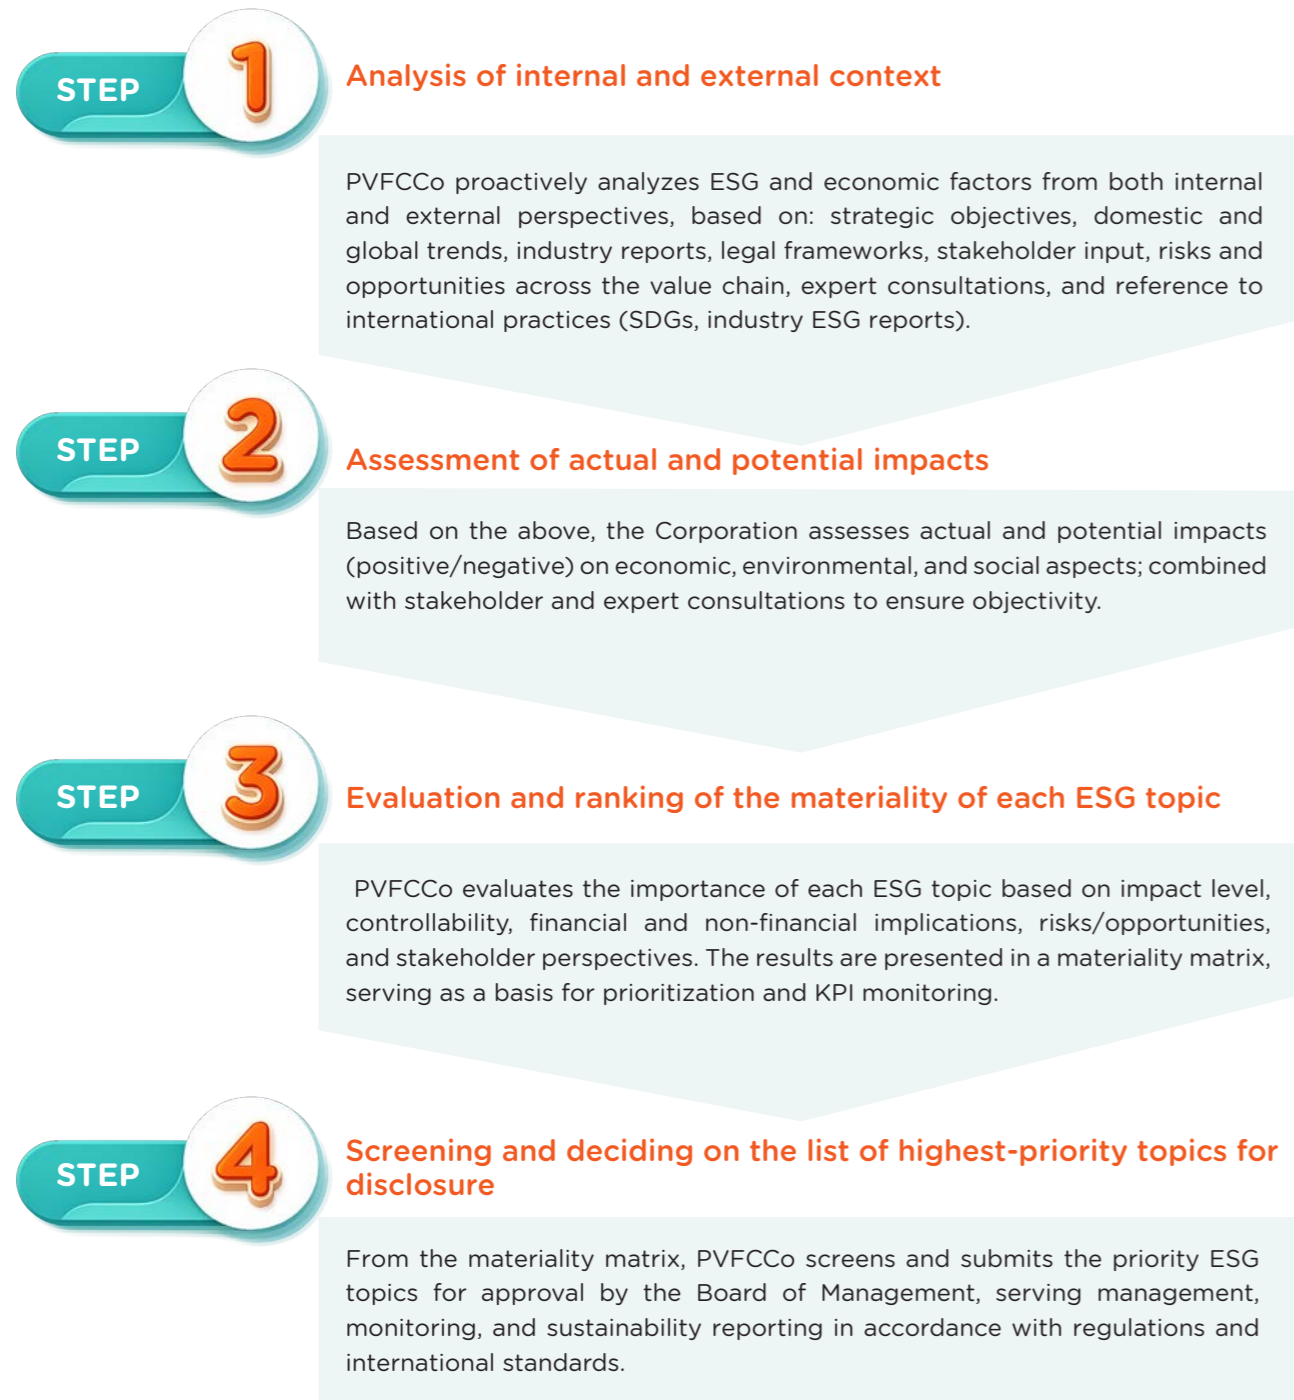 STEP 1
Analysis of internal and external context
PVFCCo proactively analyzes ESG and economic factors from both internal
and external perspectives, based on: strategic objectives, domestic and
global trends, industry reports, legal frameworks, stakeholder input, risks and
opportunities across the value chain, expert consultations, and reference to
international practices (SDGs, industry ESG reports).
STEP 2
Assessment of actual and potential impacts
Based on the above, the Corporation assesses actual and potential impacts
(positive/negative) on economic, environmental, and social aspects; combined
with stakeholder and expert consultations to ensure objectivity.
STEP 3
Evaluation and ranking of the materiality of each ESG topic
PVFCCo evaluates the importance of each ESG topic based on impact level,
controllability, financial and non-financial implications, risks/opportunities,
and stakeholder perspectives. The results are presented in a materiality matrix,
serving as a basis for prioritization and KPI monitoring.
STEP 4
Screening and deciding on the list of highest-priority topics for
disclosure
From the materiality matrix, PVFCCo screens and submits the priority ESG
topics for approval by the Board of Management, serving management,
monitoring, and sustainability reporting in accordance with regulations and
international standards.